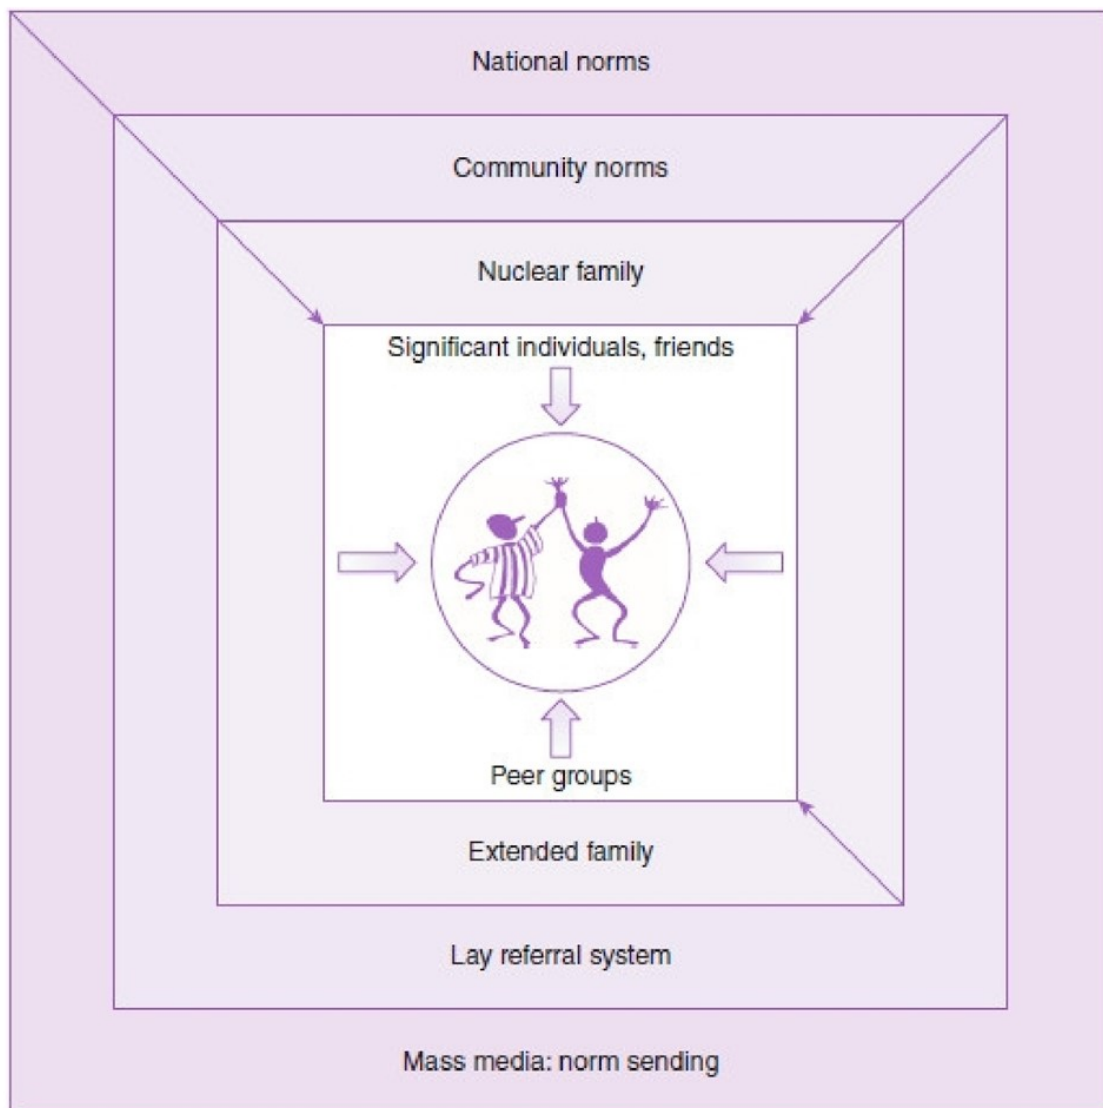 National norms
Community norms
Nuclear family
Significant individuals, friends
Peer groups
Extended family
Lay referral system
Mass media: norm sending